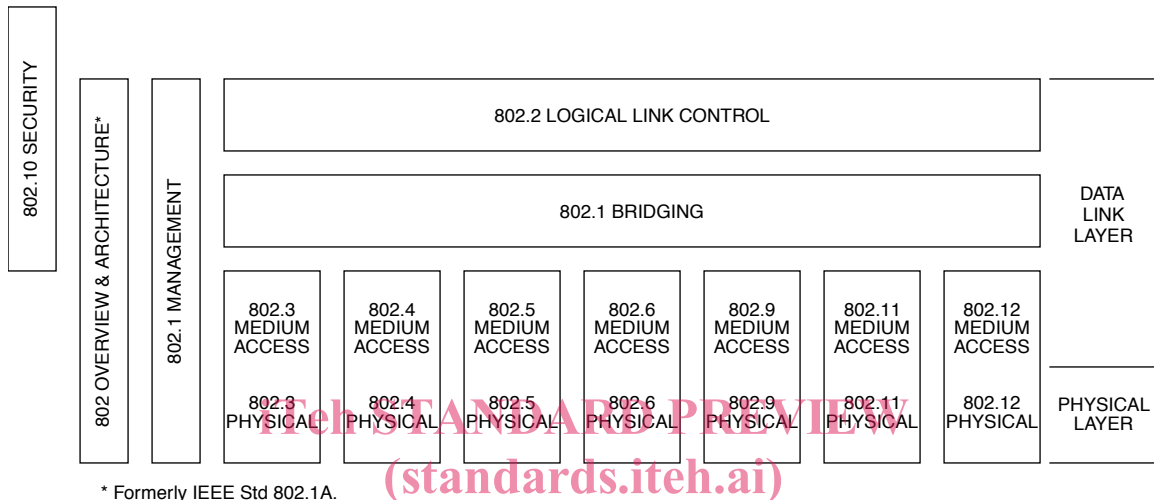 802.10 SECURITY
802 OVERVIEW & ARCHITECTURE*
802.1 MANAGEMENT
802.2 LOGICAL LINK CONTROL
802.1 BRIDGING
DATA
LINK
LAYER
802.3
MEDIUM
ACCESS
802.3
PHYSICAL
802.4
MEDIUM
ACCESS
802.4
PHYSICAL
802.5
MEDIUM
ACCESS
802.5
PHYSICAL
802.6
MEDIUM
ACCESS
802.6
PHYSICAL
802.9
MEDIUM
ACCESS
802.9
PHYSICAL
802.11
MEDIUM
ACCESS
802.11
PHYSICAL
802.12
MEDIUM
ACCESS
802.12
PHYSICAL
PHYSICAL
LAYER
iTeh STANDARD PREVIEW
(standards.iteh.ai)
* Formerly IEEE Std 802.1A.